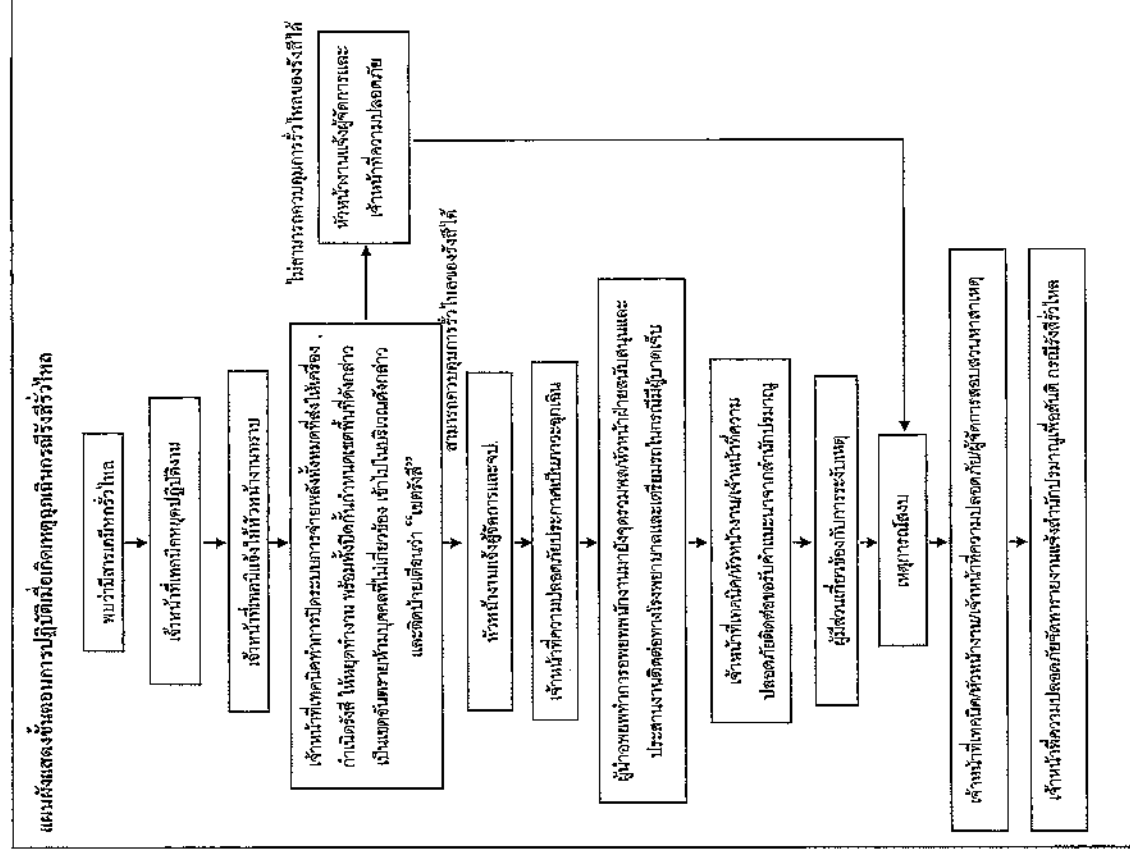 แผนผังแสดงขั้นตอนการปฏิบัติเมื่อเกิดเหตุฉุกเฉินกรณีรังสีรั่วไหล
พบว่ามีสารเคมีหกรั่วไหล
เจ้าหน้าที่เทคนิคหยุดปฏิบัติงาน
เจ้าหน้าที่เทคนิแจ้งให้หัวหน้างานทราบ
เจ้าหน้าที่เทคนิคทำการปิดระบบการจ่ายพลังทั้งหมดที่ส่งให้เครื่อง
กำเนิดรังสี ให้หยุดทำงาน พร้อมทั้งปิดกั้นกำหนดเขตพื้นที่ดังกล่าว
เป็นเขตอันตรายห้ามบุคคลที่ไม่เกี่ยวข้อง เข้าไปในบริเวณดังกล่าว
และติดป้ายเตือนว่า “เขตรังสี”
ไม่สามารถควบคุมการรั่วไหลของรังสีได้
หัวหน้างานแจ้งผู้จัดการและ
เจ้าหน้าที่ความปลอดภัย
สามารถควบคุมการรั่วไหลของรังสีได้
หัวหน้างานแจ้งผู้จัดการและจป.
เจ้าหน้าที่ความปลอดภัยประกาศเป็นภาวะฉุกเฉิน
ผู้นำอพยพทำการอพยพพนักงานมายังจุดรวมพล/หัวหน้าฝ่ายสนับสนุนและ
ประสานงานติดต่อทางโรงพยาบาลและเตรียมรถในกรณีมีผู้บาดเจ็บ
เจ้าหน้าที่เทคนิค/หัวหน้างาน/เจ้าหน้าที่ความ
ปลอดภัยติดต่อขอรับคำแนะนำจากสำนักปรมาณู
ผู้มีส่วนเกี่ยวข้องกับการระงับเหตุ
เหตุการณ์สงบ
เจ้าหน้าที่เทคนิค/หัวหน้างาน/เจ้าหน้าที่ความปลอดภัย/ผู้จัดการสอบสวนหาสาเหตุ
เจ้าหน้าที่ความปลอดภัยจัดทำรายงานแจ้งสำนักปรมาณูเพื่อสันติ กรณีรังสีรั่วไหล